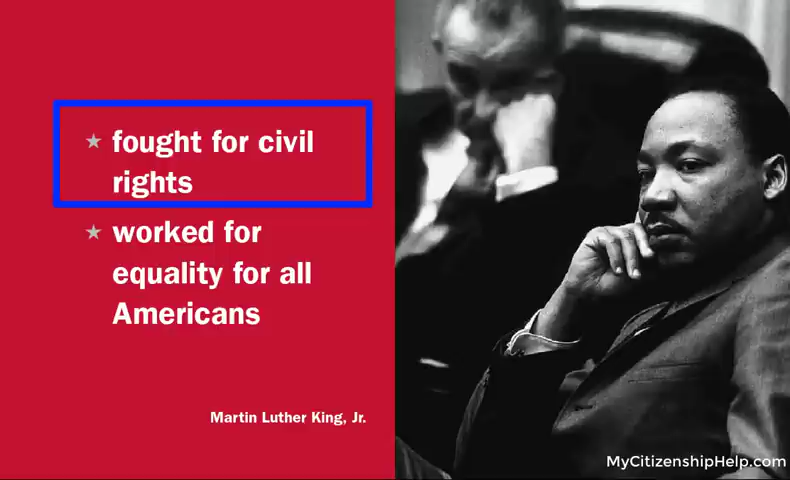 ★ fought for civil
rights
★ worked for
equality for all
Americans
Martin Luther King, Jr.
MyCitizenshipHelp.com